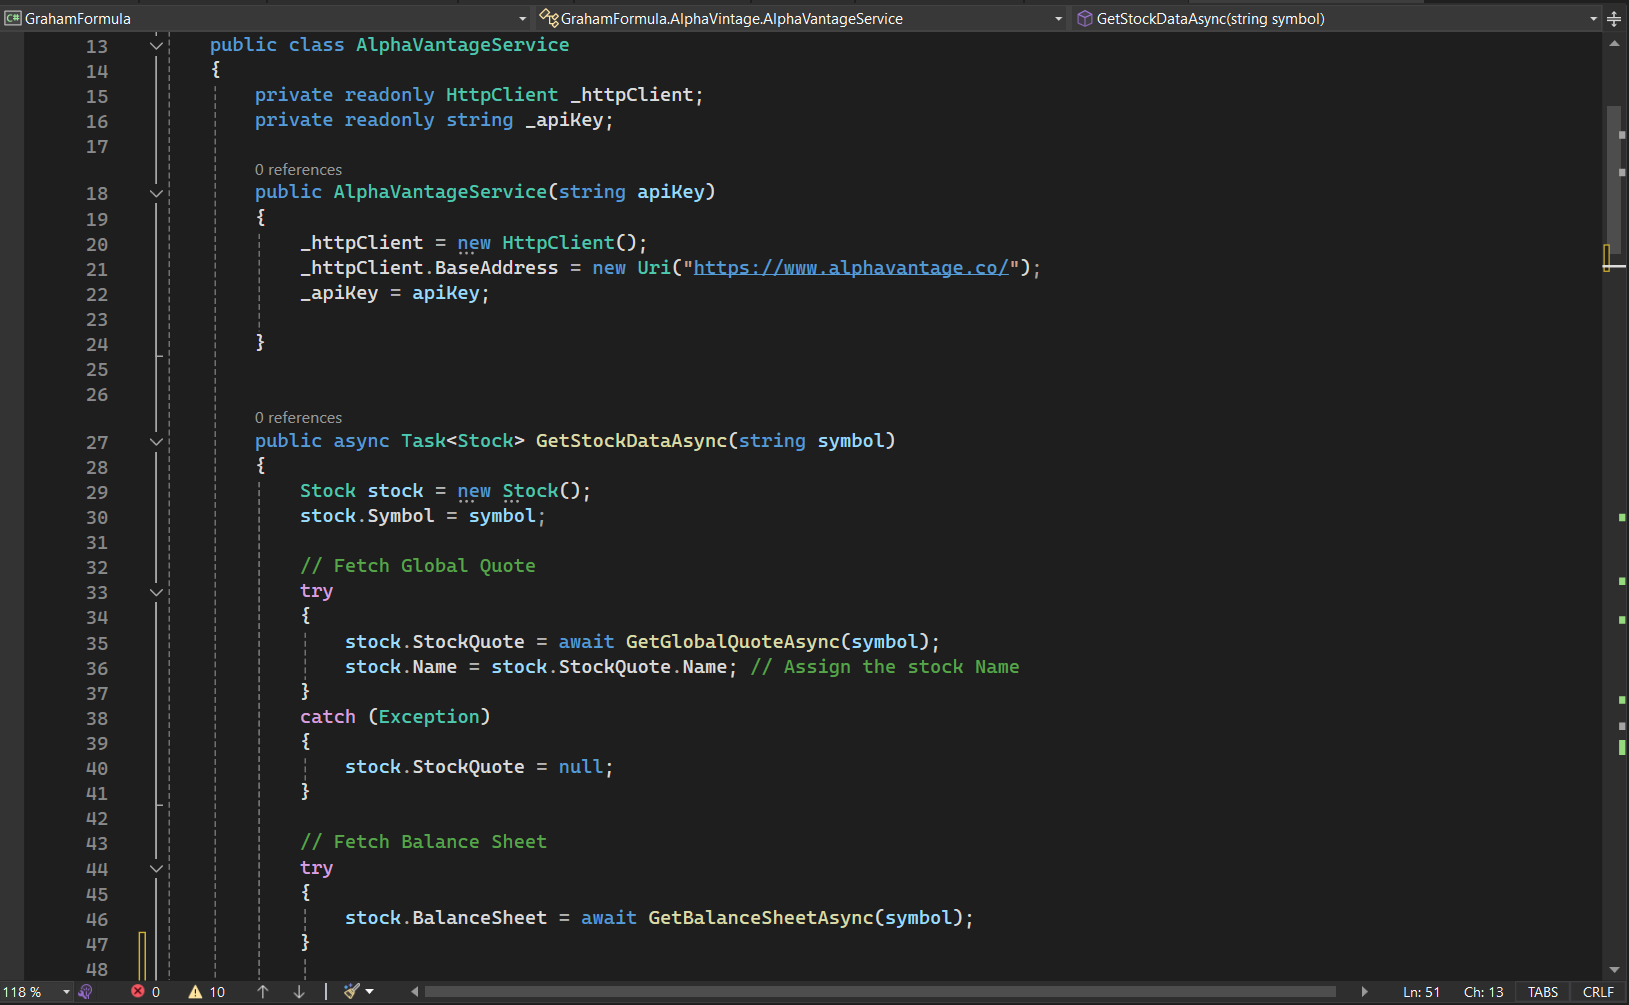 C# GrahamFormula GrahamFormula.AlphaVintage.AlphaVantageService GetStockDataAsync(string symbol)
13 public class AlphaVantageService
14 {
15 private readonly HttpClient _httpClient;
16 private readonly string _apiKey;
17
0 references
18 public AlphaVantageService(string apiKey)
19 {
20 _httpClient = new HttpClient();
21 _httpClient.BaseAddress = new Uri("https://www.alphavantage.co/");
22 _apiKey = apiKey;
23
24 }
25
26
0 references
27 public async Task<Stock> GetStockDataAsync(string symbol)
28 {
29 Stock stock = new Stock();
30 stock.Symbol = symbol;
31
32 // Fetch Global Quote
33 try
34 {
35 stock.StockQuote = await GetGlobalQuoteAsync(symbol);
36 stock.Name = stock.StockQuote.Name; // Assign the stock Name
37 }
38 catch (Exception)
39 {
40 stock.StockQuote = null;
41 }
42
43 // Fetch Balance Sheet
44 try
45 {
46 stock.BalanceSheet = await GetBalanceSheetAsync(symbol);
47 }
48
118 % 0 10 Ln: 51 Ch: 13 TABS CRLF